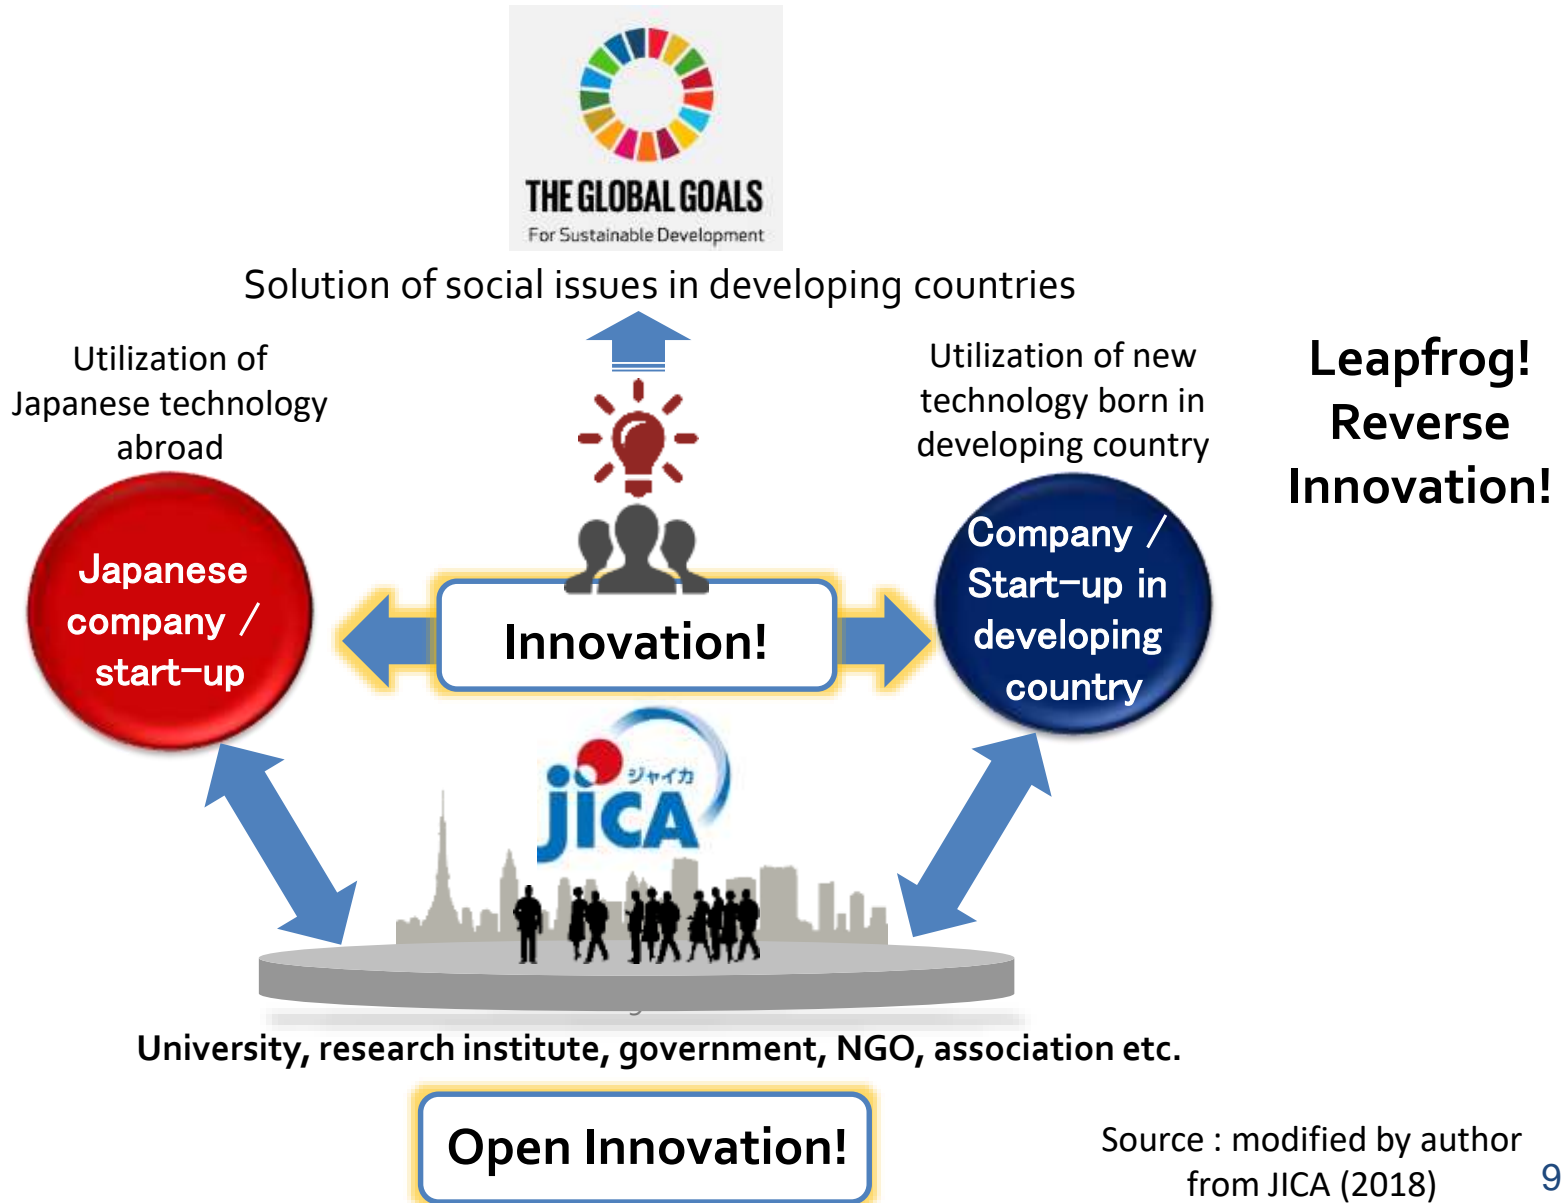 THE GLOBAL GOALS
For Sustainable Development
Solution of social issues in developing countries
Utilization of
Japanese technology
abroad
Utilization of new
technology born in
developing country
Leapfrog!
Reverse
Innovation!
Japanese
company /
start-up
Innovation!
Company /
Start-up in
developing
country
ジャイカ
jICA
University, research institute, government, NGO, association etc.
Open Innovation!
Source : modified by author
from JICA (2018)
9